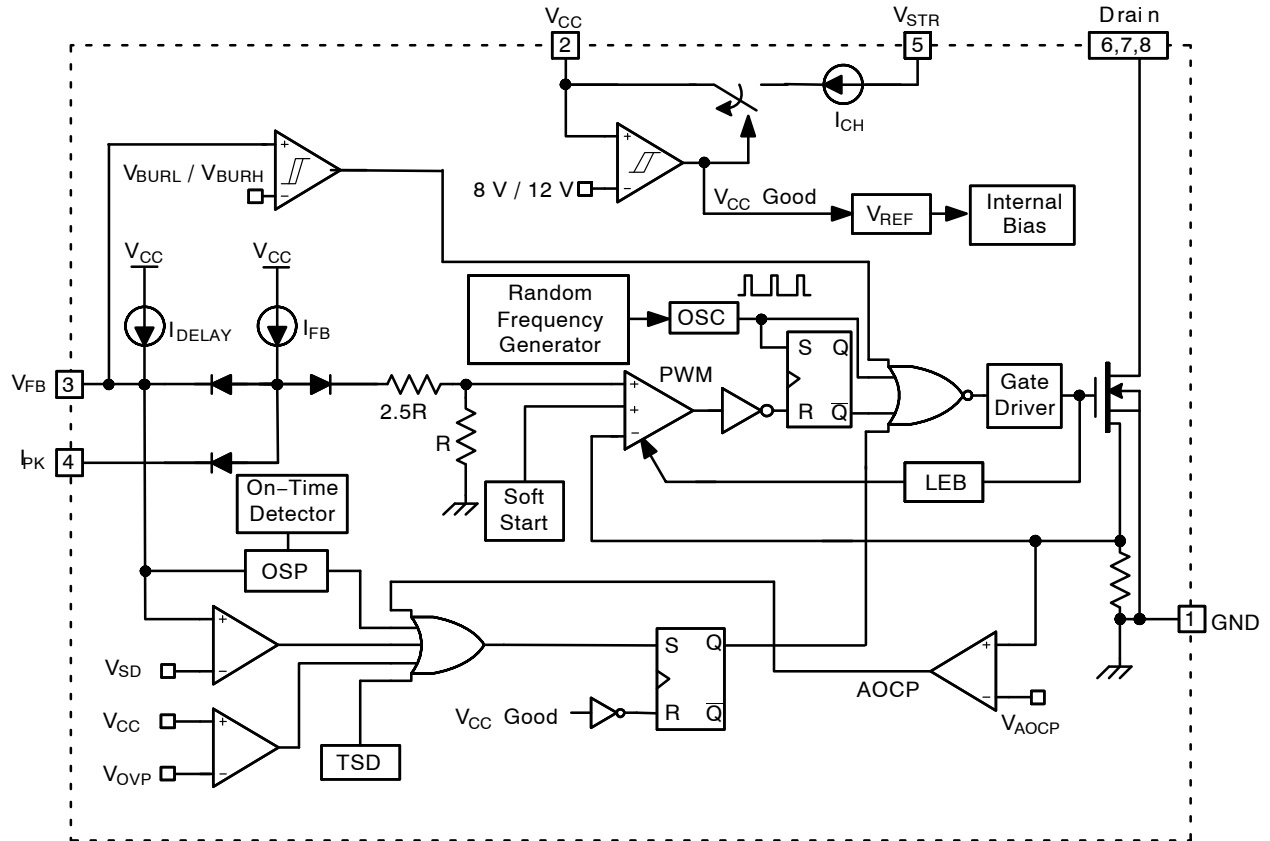 VCC
VSTR
Drain
2
5
6,7,8
ICH
+
−
VBURL / VBURH
+
−
8 V / 12 V
VCC Good
VREF
Internal
Bias
VCC
VCC
IDELAY
IFB
Random
Frequency
Generator
OSC
S Q
R Q
PWM
+
+
−
VFB 3
2.5R
R
Gate
Driver
IPK 4
LEB
On−Time
Detector
Soft
Start
OSP
1 GND
+
−
VSD
S Q
R Q
VCC Good
AOCP
+
−
VAOCP
VCC
+
VOVP
−
TSD